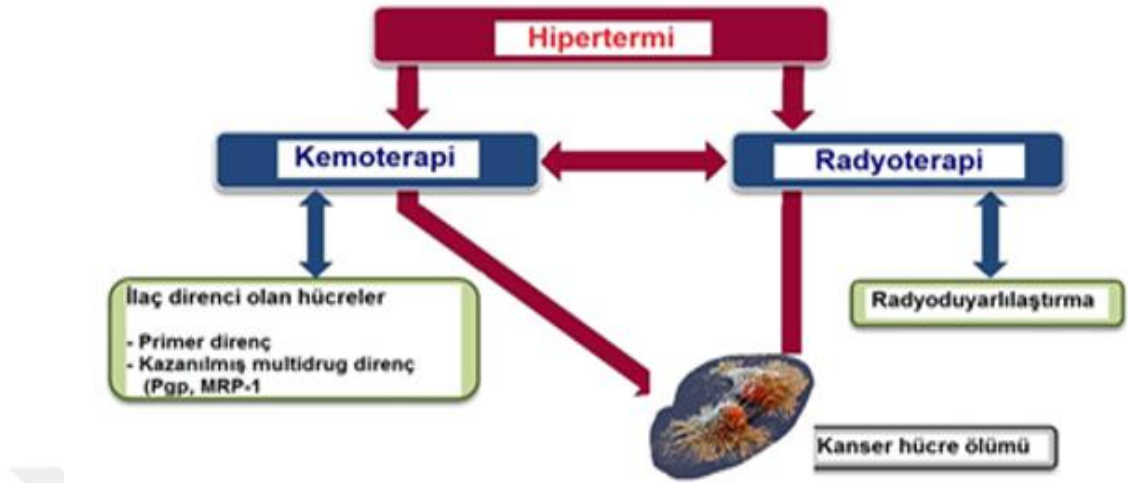 Hipertermi
Kemoterapi
Radyoterapi
İlaç direnci olan hücreler
- Primer direnç
- Kazanılmış multidrug direnç
(Pgp, MRP-1
Radyoduyarlılaştırma
Kanser hücre ölümü